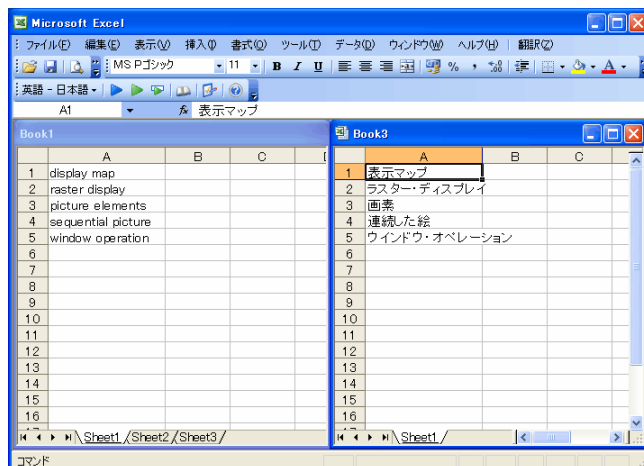 Microsoft Excel
ファイル(F) 編集(E) 表示(V) 挿入(I) 書式(O) ツール(T) データ(D) ウィンドウ(W) ヘルプ(H) 翻訳(Z)
MS Pゴシック 11 B I U % , .00 A
英語 - 日本語
A1 fx 表示マップ
Book1
A B C
1 display map
2 raster display
3 picture elements
4 sequential picture
5 window operation
6
7
8
9
10
11
12
13
14
15
16
Sheet1 Sheet2 Sheet3
Book3
A B C
1 表示マップ
2 ラスター・ディスプレイ
3 画素
4 連続した絵
5 ウインドウ・オペレーション
6
7
8
9
10
11
12
13
14
15
16
Sheet1
コマンド